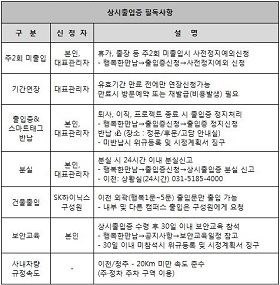 상시출입증 필독사항
구 분
신 청 자
설 명
주2회 미출입
본인,
대표관리자
휴가, 출장 등 주2회 미출입시 사전정지예외신청
- 행복한만남→출입증신청→사전정지예외 신청
기간연장
본인,
대표관리자
유효기간 만료 전에만 연장신청가능
만료시 방문예약 또는 재발급(비용발생) 필요
출입증&
스마트태그
반납
본인,
대표관리자
퇴사, 이직, 프로젝트 종료 시 출입증 정지처리
- 행복한만남→출입증신청→출입증 정지신청
반납 必 (장소 : 정문/후문/고담 안내실)
- 미반납시 위규등록 및 시정계획서 징구
분실
본인,
대표관리자
분실 시 24시간 이내 분실신고
- 행복한만남→출입증신청→상시출입증 분실 신고
- 이천: 상황실(24시간) 031-5185-4000
건물출입
SK하이닉스
구성원
이천 외곽(행복1문~5문) 출입문만 출입 가능
- 내부 및 다른 캠퍼스 출입은 구성원에게 요청
보안교육
본인
상시출입증 수령 후 30일 이내 보안교육 참석
- 행복한만남→공지사항→보안교육일정 참고
- 30일 이내 미참석시 위규등록 및 시정계획서 징구
사내차량
규정속도
-
이천/청주 - 20Km 미만 속도 준수
(주·정차 주차 구역 이용)